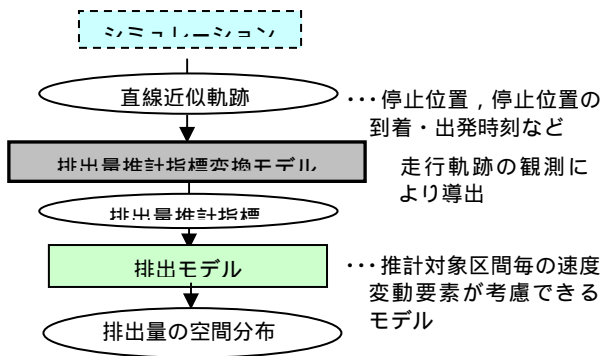 シミュレーション
直線近似軌跡
・・・停止位置，停止位置の
到着・出発時刻など
排出量推計指標変換モデル
走行軌跡の観測に
より導出
排出量推計指標
排出モデル
・・・推計対象区間毎の速度
変動要素が考慮できる
モデル
排出量の空間分布